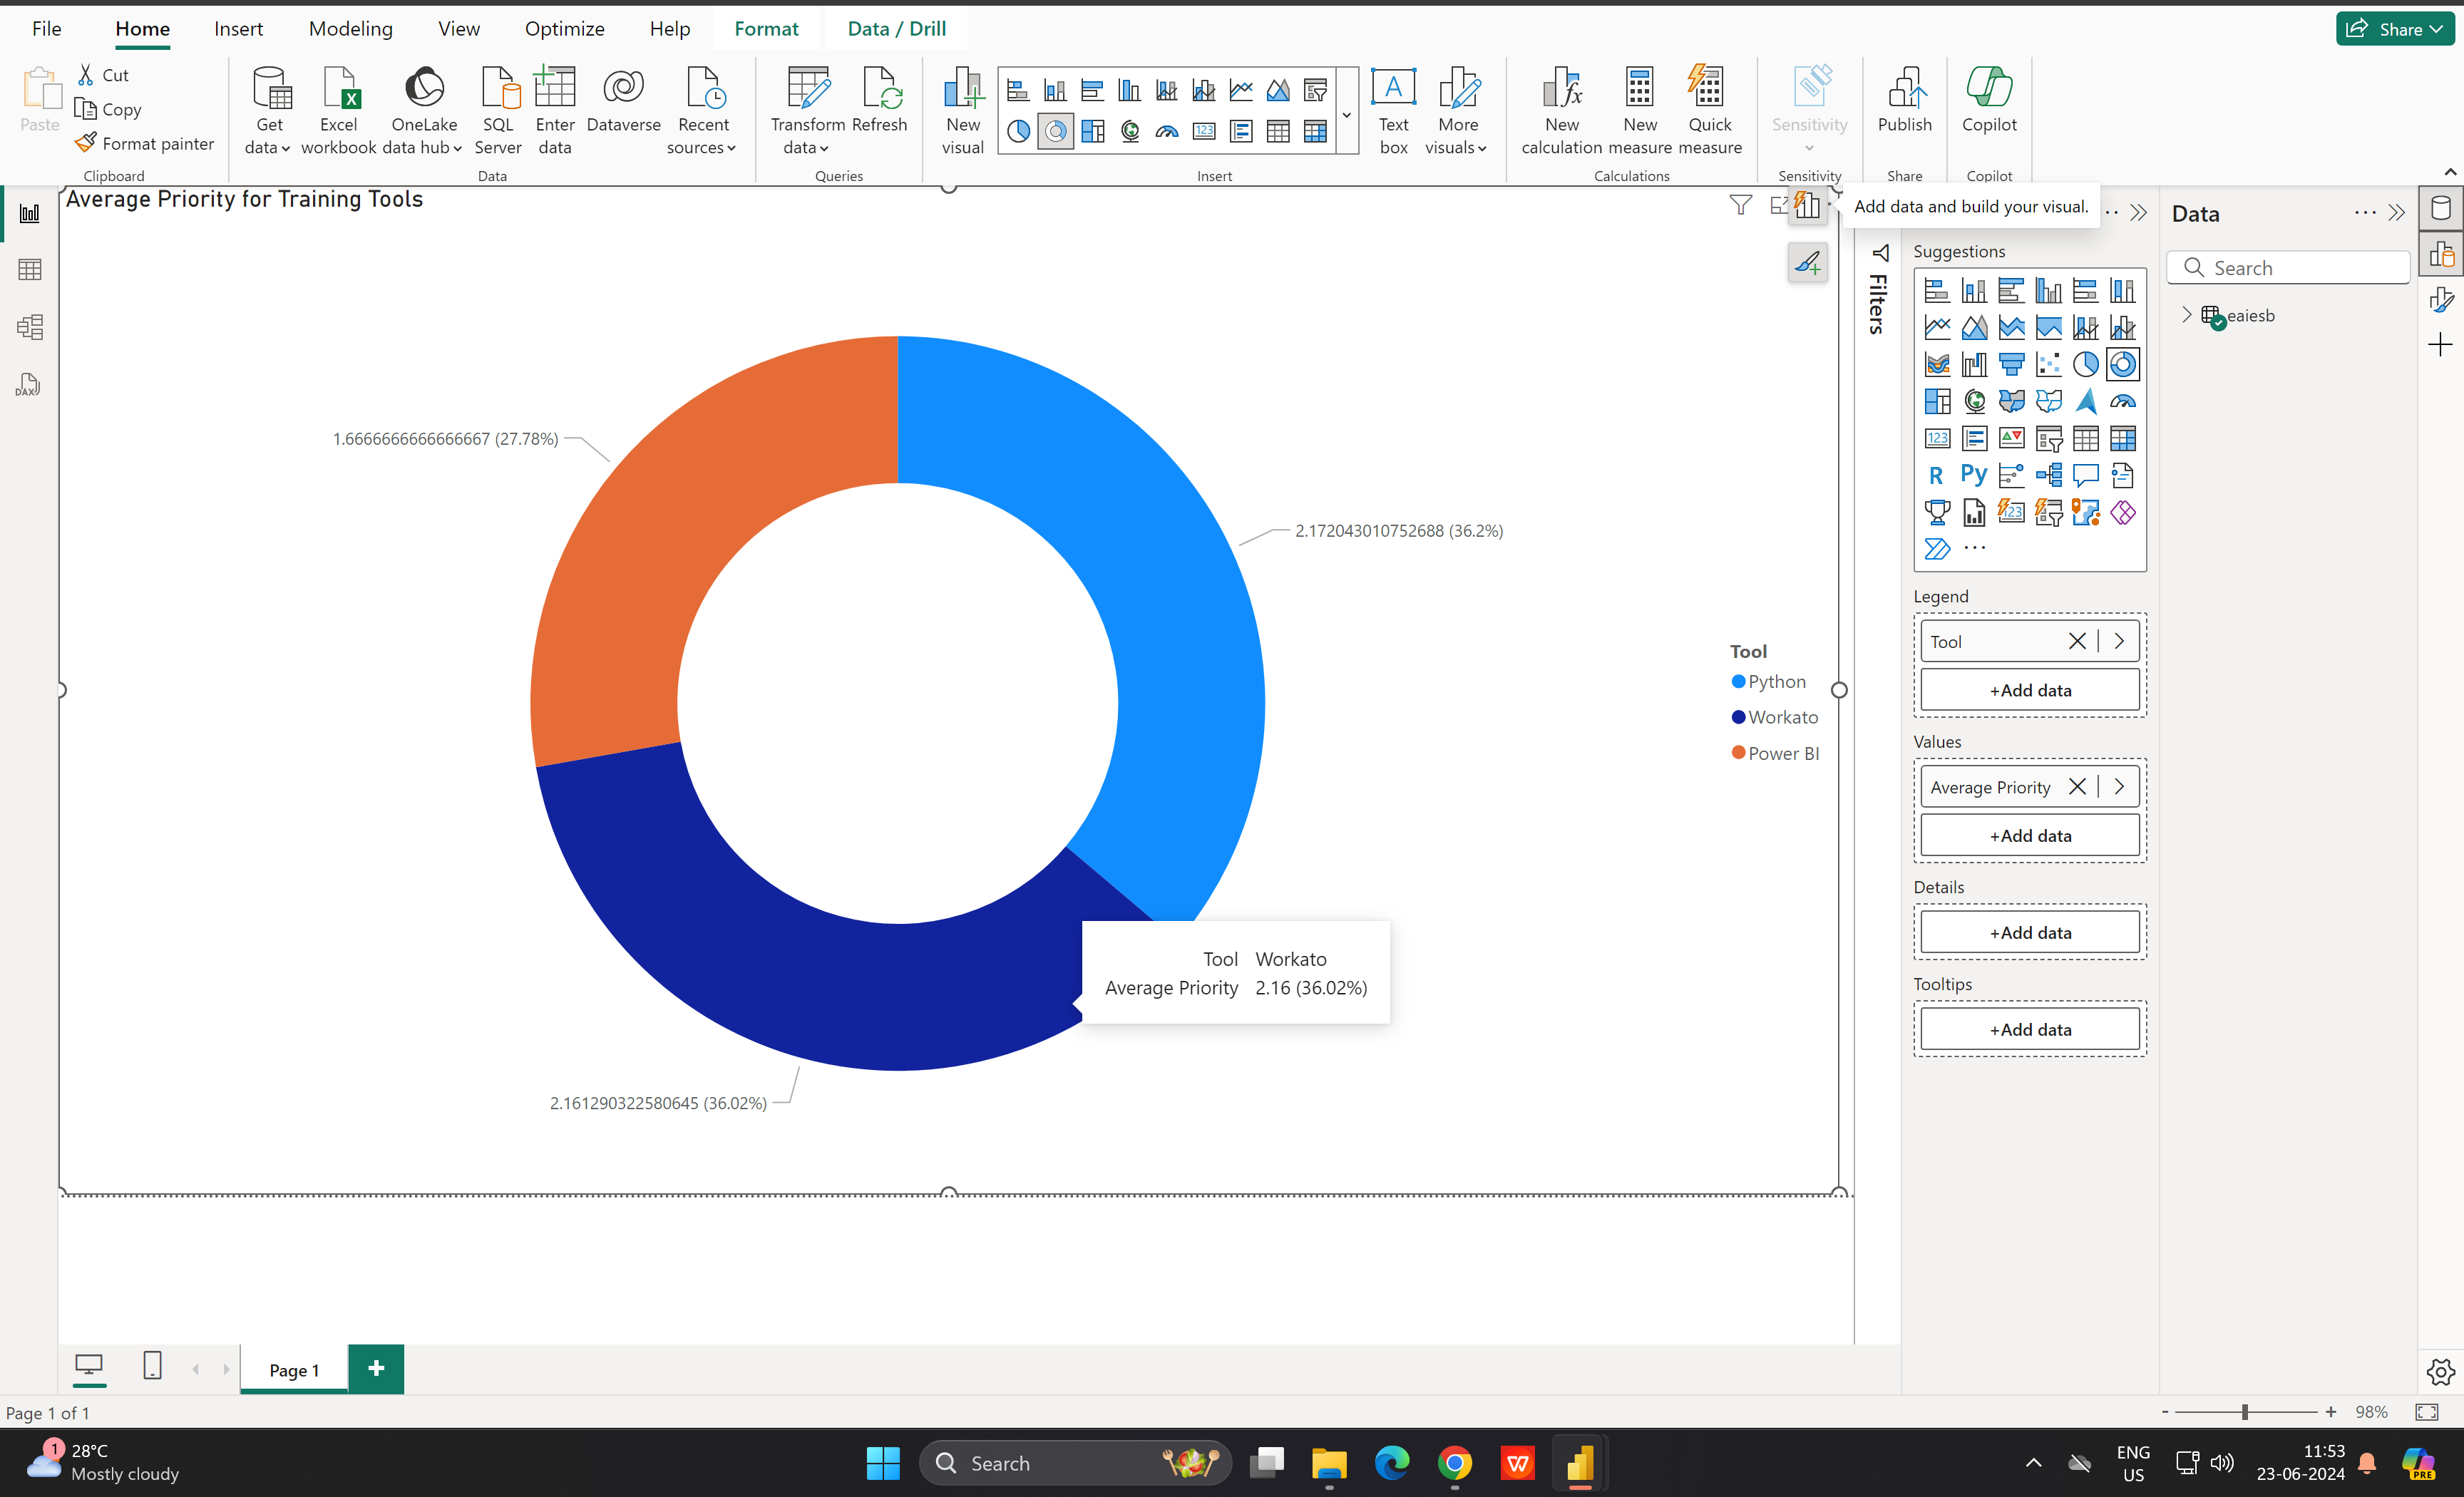 File Home Insert Modeling View Optimize Help Format Data / Drill Share
Paste
Cut
Copy
Format painter
Clipboard
Get data
Excel workbook
OneLake data hub
SQL Server
Enter data
Dataverse
Recent sources
Data
Transform data
Refresh
Queries
New visual
Text box
More visuals
Insert
New calculation
New measure
Quick measure
Calculations
Sensitivity
Sensitivity
Publish
Share
Copilot
Copilot
Average Priority for Training Tools
Add data and build your visual.
1.6666666666666667 (27.78%)
2.172043010752688 (36.2%)
2.161290322580645 (36.02%)
Tool Workato
Average Priority 2.16 (36.02%)
Tool
Python
Workato
Power BI
Filters
Suggestions
123
R Py
123
Legend
Tool
+Add data
Values
Average Priority
+Add data
Details
+Add data
Tooltips
+Add data
Data
Search
eaiesb
DAX
Page 1
Page 1 of 1
98%
1
28°C
Mostly cloudy
Search
ENG
US
11:53
23-06-2024
PRE